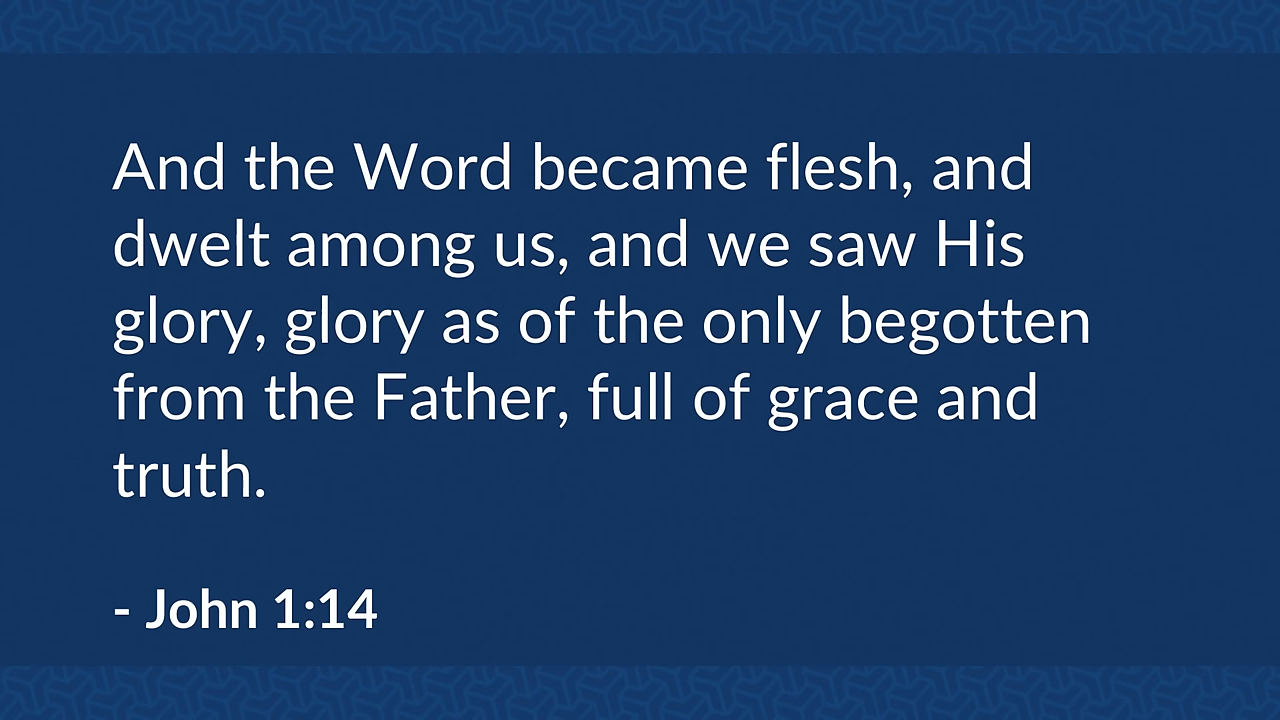 And the Word became flesh, and
dwelt among us, and we saw His
glory, glory as of the only begotten
from the Father, full of grace and
truth.
- John 1:14